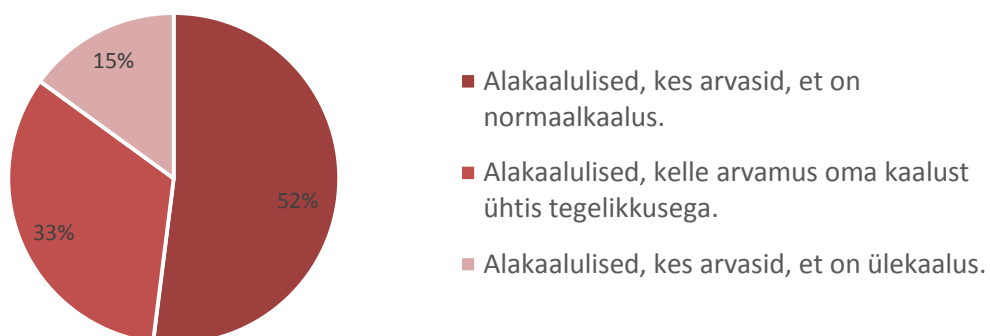 15%
52%
33%
Alakaalulised, kes arvasid, et on
normaalkaalus.
Alakaalulised, kelle arvamus oma kaalust
ühtis tegelikkusega.
Alakaalulised, kes arvasid, et on ülekaalus.